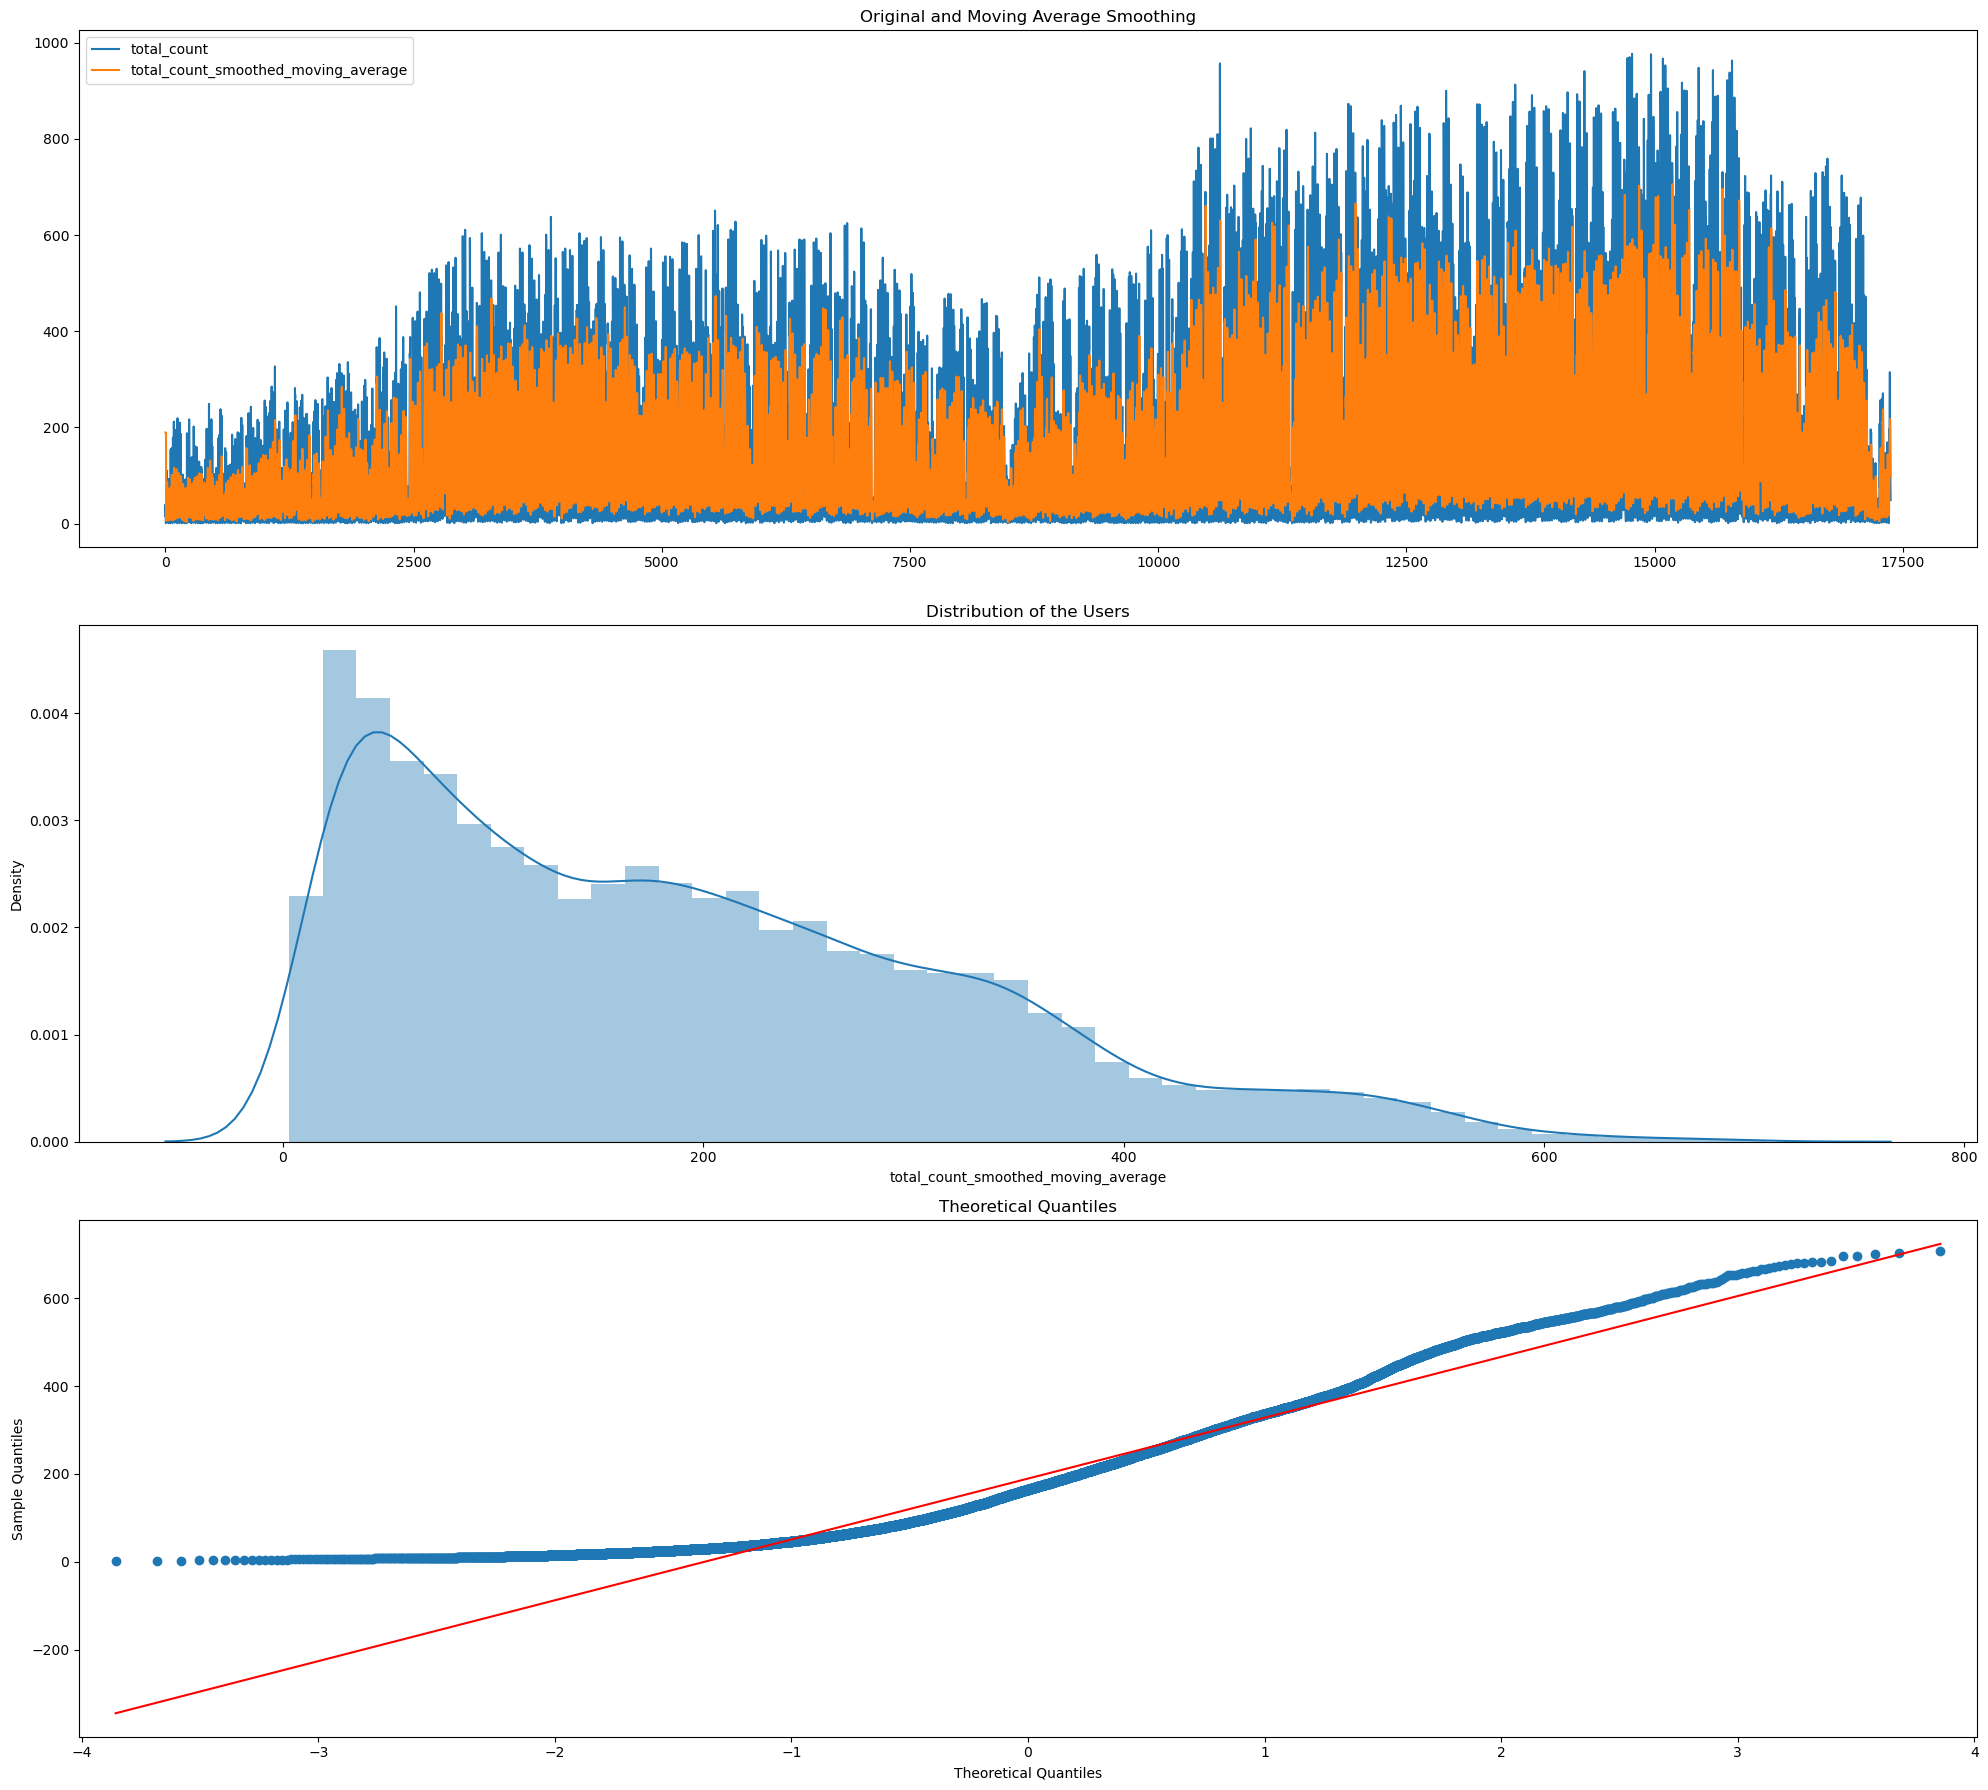 Original and Moving Average Smoothing
total_count
total_count_smoothed_moving_average
1000
800
600
400
200
0
0 2500 5000 7500 10000 12500 15000 17500
Distribution of the Users
Density
0.004
0.003
0.002
0.001
0.000
0 200 400 600 800
total_count_smoothed_moving_average
Theoretical Quantiles
Sample Quantiles
600
400
200
0
−200
−4 −3 −2 −1 0 1 2 3 4
Theoretical Quantiles